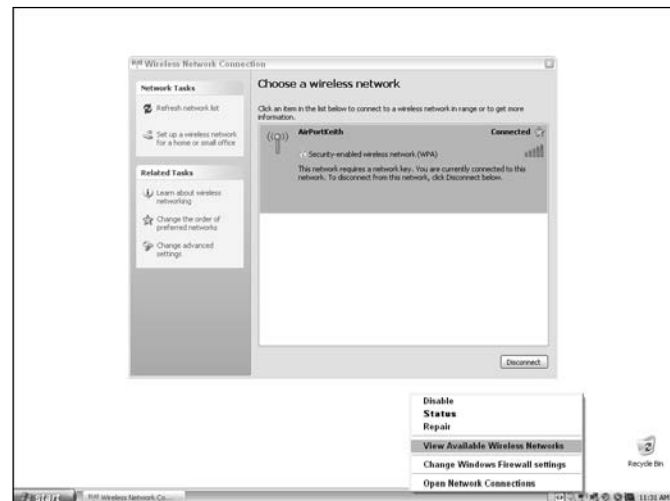 Wireless Network Connection
Network Tasks
Refresh network list
Set up a wireless network
for a home or small office
Related Tasks
Learn about wireless
networking
Change the order of
preferred networks
Change advanced
settings
Choose a wireless network
Click an item in the list below to connect to a wireless network in range or to get more
information.
AirPortKeith
Connected
Security-enabled wireless network (WPA)
This network requires a network key. You are currently connected to this
network. To disconnect from this network, click Disconnect below.
Disconnect
Disable
Status
Repair
View Available Wireless Networks
Change Windows Firewall settings
Open Network Connections
Recycle Bin
start
Wireless Network Co...
11:31 AM